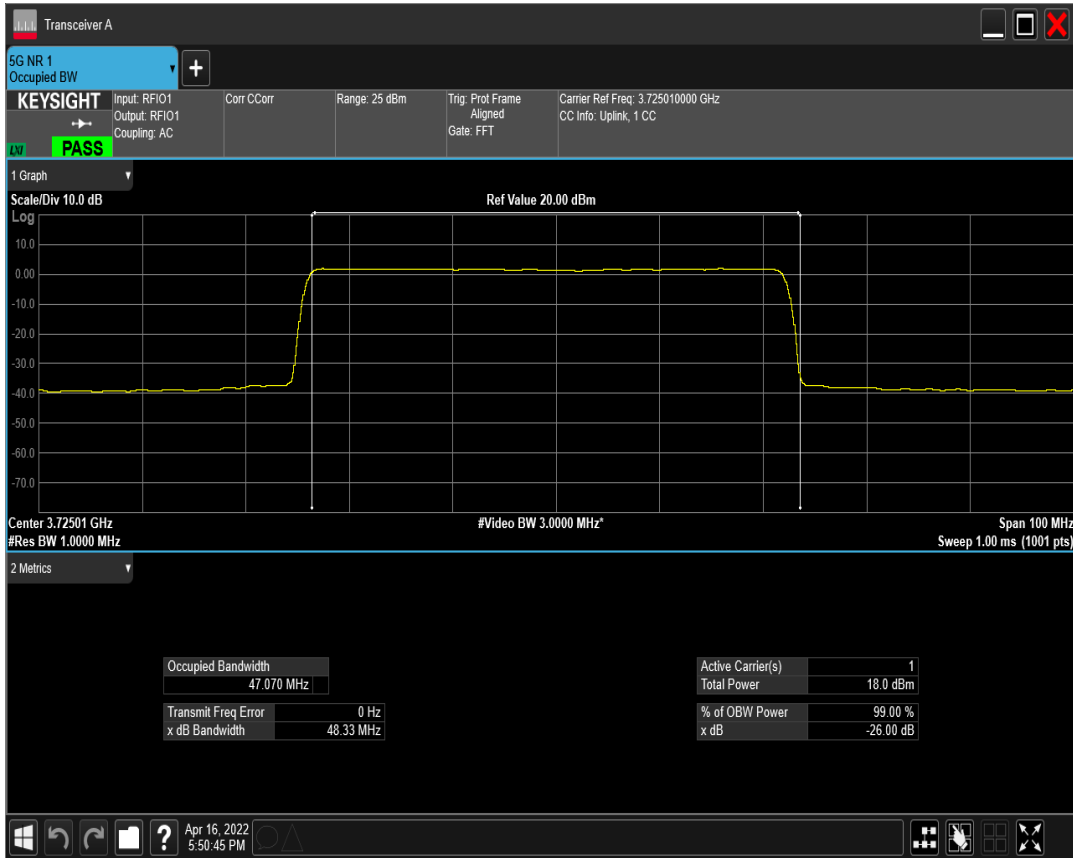 Transceiver A
5G NR 1
Occupied BW
KEYSIGHT
Input: RFIO1
Output: RFIO1
Coupling: AC
Corr CCorr
Range: 25 dBm
Trig: Prot Frame
Aligned
Gate: FFT
Carrier Ref Freq: 3.725010000 GHz
CC Info: Uplink, 1 CC
LXI
PASS
1 Graph
Scale/Div 10.0 dB
Ref Value 20.00 dBm
Log
10.0
0.00
-10.0
-20.0
-30.0
-40.0
-50.0
-60.0
-70.0
Center 3.72501 GHz
#Video BW 3.0000 MHz*
Span 100 MHz
#Res BW 1.0000 MHz
Sweep 1.00 ms (1001 pts)
2 Metrics
Occupied Bandwidth
47.070 MHz
Transmit Freq Error 0 Hz
x dB Bandwidth 48.33 MHz
Active Carrier(s) 1
Total Power 18.0 dBm
% of OBW Power 99.00 %
x dB -26.00 dB
?
Apr 16, 2022
5:50:45 PM